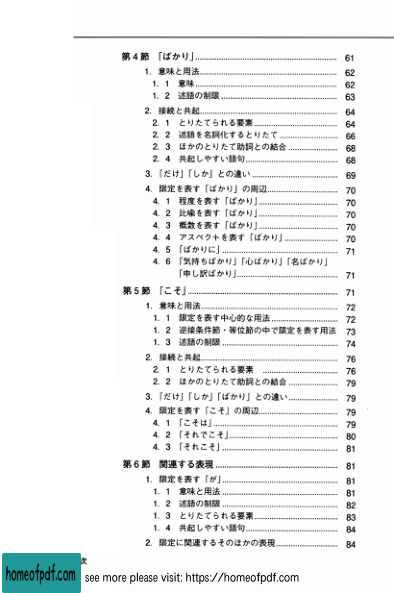 第4節 「ばかり」…… 61
1. 意味と用法…… 62
1. 1 意味…… 62
1. 2 述語の制限…… 63
2. 接続と共起…… 64
2. 1 とりたてられる要素…… 64
2. 2 述語を名詞化するとりたて…… 66
2. 3 ほかのとりたて助詞との結合…… 68
2. 4 共起しやすい語句…… 68
3. 「だけ」「しか」との違い…… 69
4. 限定を表す「ばかり」の周辺…… 70
4. 1 程度を表す「ばかり」…… 70
4. 2 比喩を表す「ばかり」…… 70
4. 3 概数を表す「ばかり」…… 70
4. 4 アスペクトを表す「ばかり」…… 70
4. 5 「ばかりに」…… 71
4. 6 「気持ちばかり」「心ばかり」「名ばかり」
「申し訳ばかり」…… 71
第5節 「こそ」…… 71
1. 意味と用法…… 72
1. 1 限定を表す中心的な用法…… 72
1. 2 逆接条件節・等位節の中で限定を表す用法 73
1. 3 述語の制限…… 74
2. 接続と共起…… 76
2. 1 とりたてられる要素 …… 76
2. 2 ほかのとりたて助詞との結合…… 79
3. 「だけ」「しか」「ばかり」との違い…… 79
4. 限定を表す「こそ」の周辺…… 79
4. 1 「こそは」…… 79
4. 2 「それでこそ」…… 80
4. 3 「それこそ」…… 81
第6節 関連する表現…… 81
1. 限定を表す「が」…… 81
1. 1 意味と用法…… 81
1. 2 述語の制限…… 82
1. 3 とりたてられる要素…… 83
1. 4 共起しやすい語句…… 84
2. 限定に関連するそのほかの表現…… 84
次
homeofpdf.com see more please visit: https://homeofpdf.com